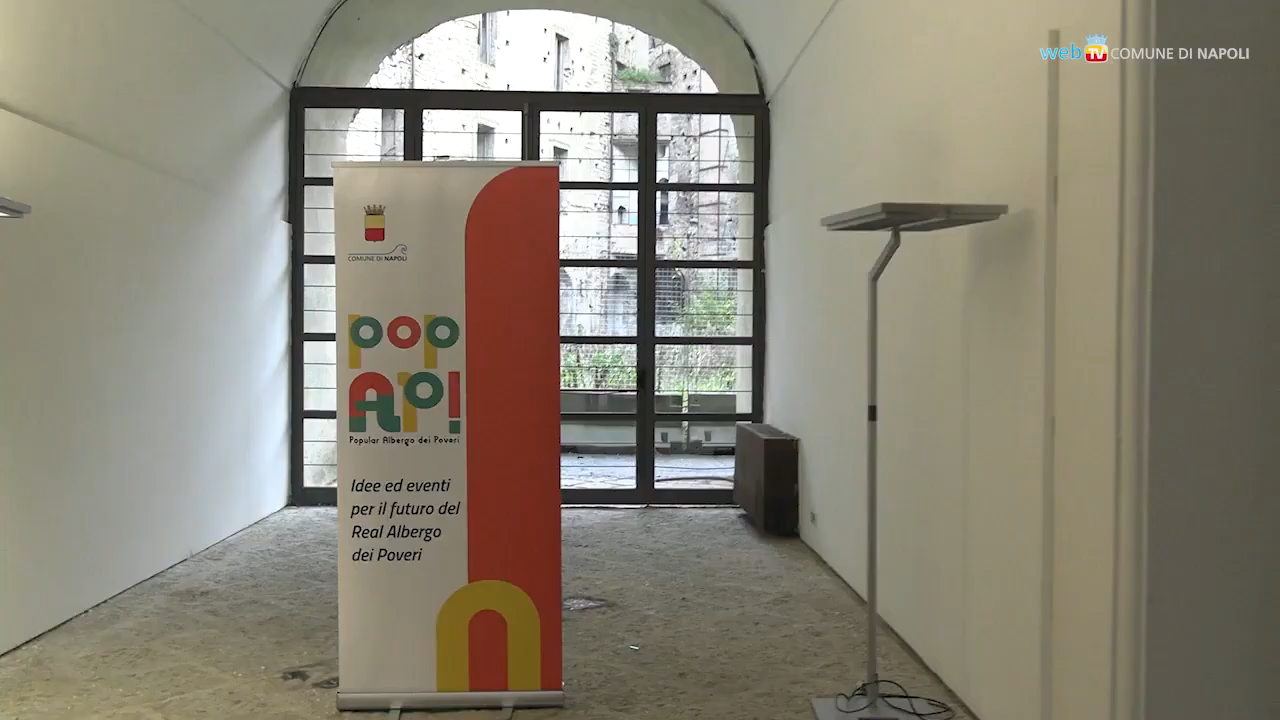 web TV COMUNE DI NAPOLI
COMUNE DI NAPOLI
pop
AP!
Popular Albergo dei Poveri
Idee ed eventi
per il futuro del
Real Albergo
dei Poveri